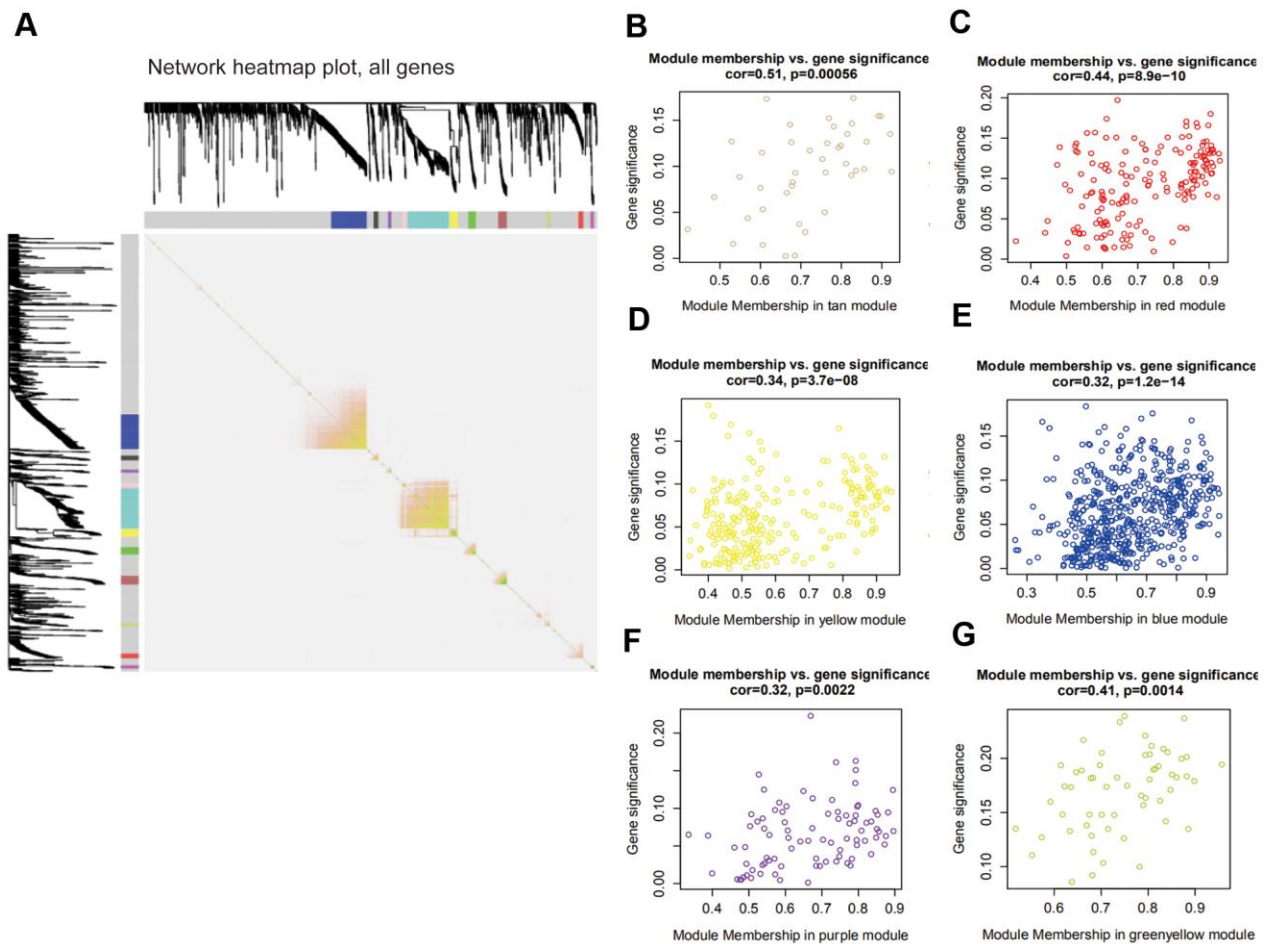 A
Network heatmap plot, all genes
B
Module membership vs. gene significance
cor=0.51, p=0.00056
Gene significance
0.15
0.10
0.05
0.00
0.5 0.6 0.7 0.8 0.9
Module Membership in tan module
C
Module membership vs. gene significance
cor=0.44, p=8.9e−10
Gene significance
0.20
0.15
0.10
0.05
0.00
0.4 0.5 0.6 0.7 0.8 0.9
Module Membership in red module
D
Module membership vs. gene significance
cor=0.34, p=3.7e−08
Gene significance
0.15
0.10
0.05
0.00
0.4 0.5 0.6 0.7 0.8 0.9
Module Membership in yellow module
E
Module membership vs. gene significance
cor=0.32, p=1.2e−14
Gene significance
0.15
0.10
0.05
0.00
0.3 0.5 0.7 0.9
Module Membership in blue module
F
Module membership vs. gene significance
cor=0.32, p=0.0022
Gene significance
0.20
0.10
0.00
0.4 0.5 0.6 0.7 0.8 0.9
Module Membership in purple module
G
Module membership vs. gene significance
cor=0.41, p=0.0014
Gene significance
0.20
0.15
0.10
0.6 0.7 0.8 0.9
Module Membership in greenyellow module